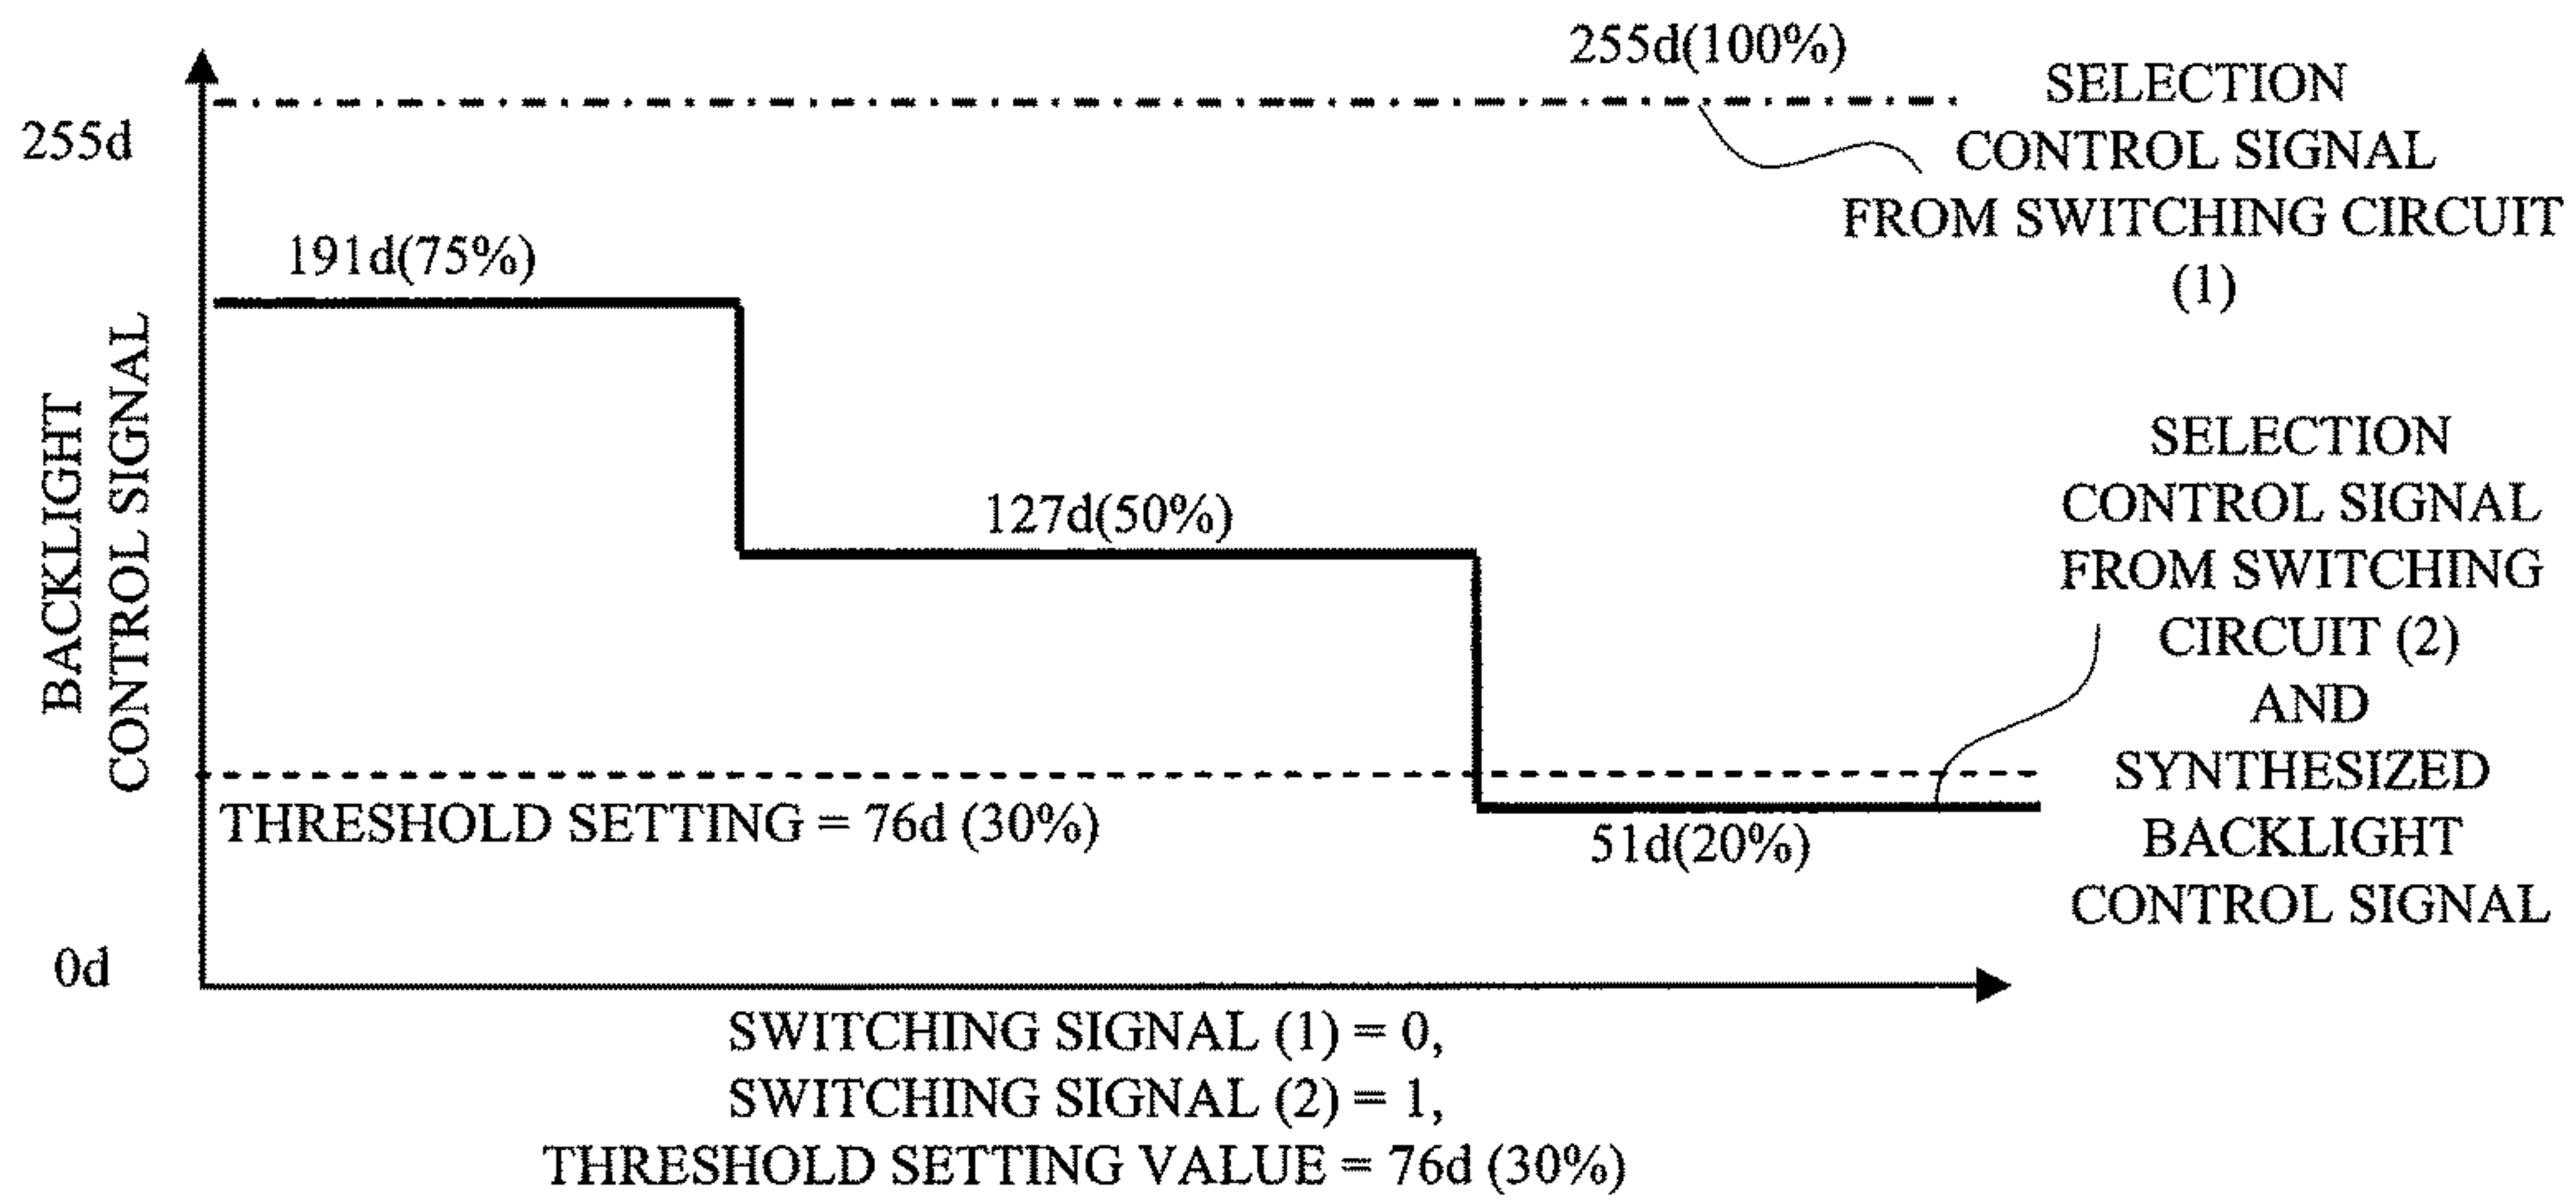 255d(100%)
SELECTION
CONTROL SIGNAL
FROM SWITCHING CIRCUIT
(1)
255d
191d(75%)
BACKLIGHT
CONTROL SIGNAL
127d(50%)
SELECTION
CONTROL SIGNAL
FROM SWITCHING
CIRCUIT (2)
AND
SYNTHESIZED
BACKLIGHT
CONTROL SIGNAL
THRESHOLD SETTING = 76d (30%)
51d(20%)
0d
SWITCHING SIGNAL (1) = 0,
SWITCHING SIGNAL (2) = 1,
THRESHOLD SETTING VALUE = 76d (30%)